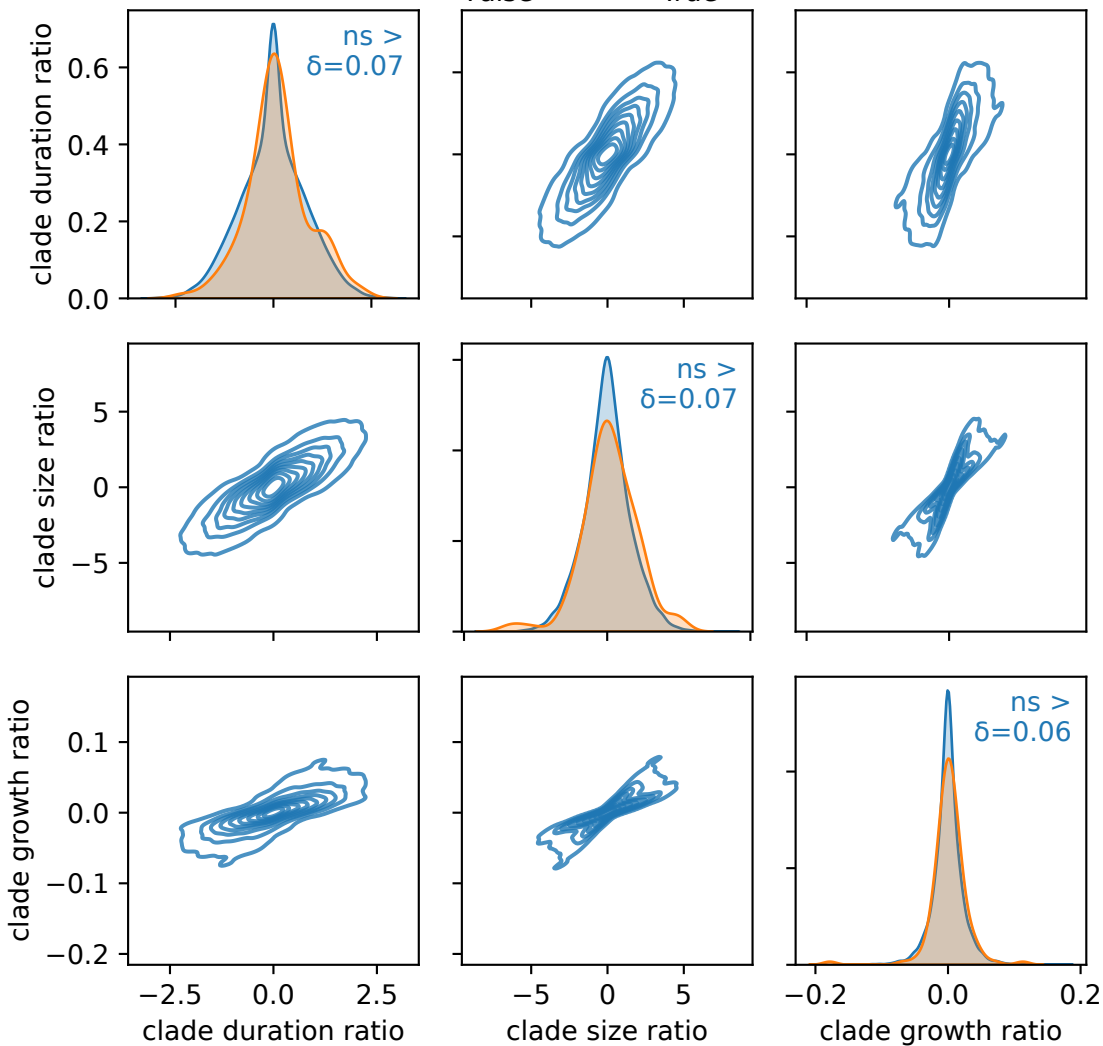 False True
clade duration ratio
0.6
0.4
0.2
0.0
ns >
δ=0.07
clade size ratio
5
0
−5
ns >
δ=0.07
clade growth ratio
0.1
0.0
−0.1
−0.2
ns >
δ=0.06
−2.5 0.0 2.5
−5 0 5
−0.2 0.0 0.2
clade duration ratio
clade size ratio
clade growth ratio